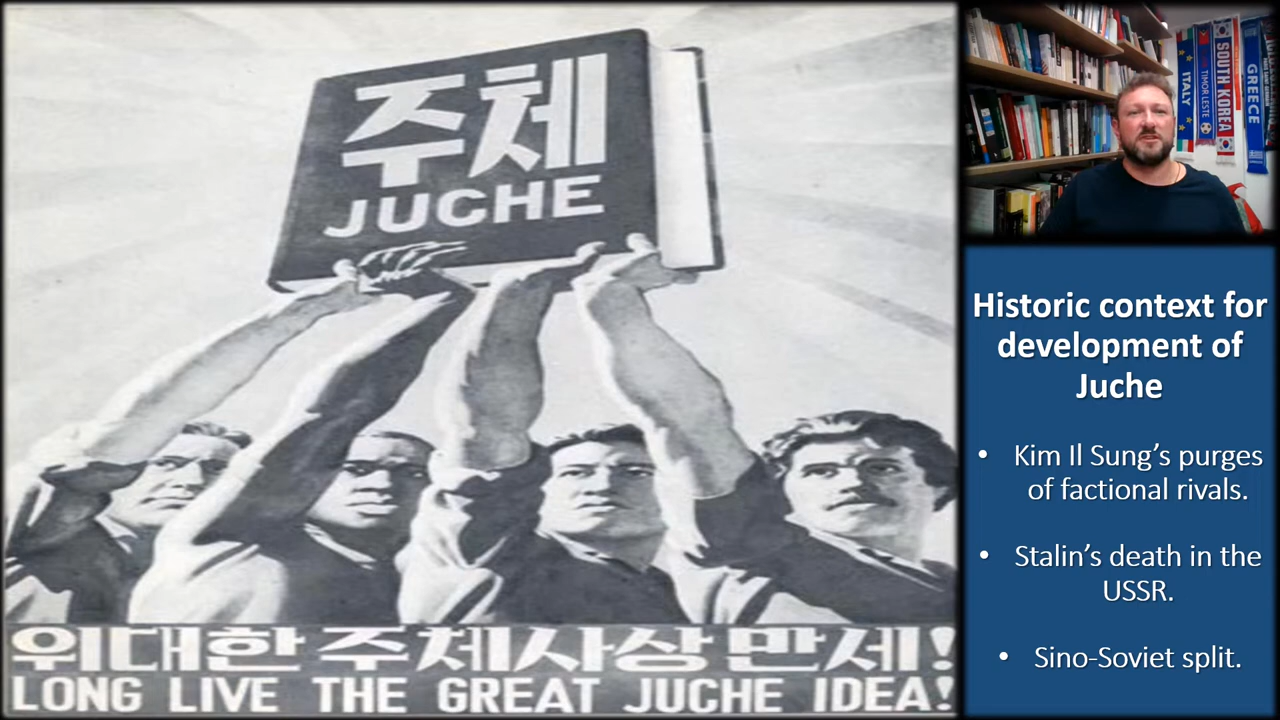 주체
JUCHE
위대한 주체사상 만세!
LONG LIVE THE GREAT JUCHE IDEA!
ITALY
TIMOR LESTE
SOUTH KOREA
GREECE
Historic context for
development of
Juche
• Kim Il Sung’s purges
of factional rivals.
• Stalin’s death in the
USSR.
• Sino-Soviet split.